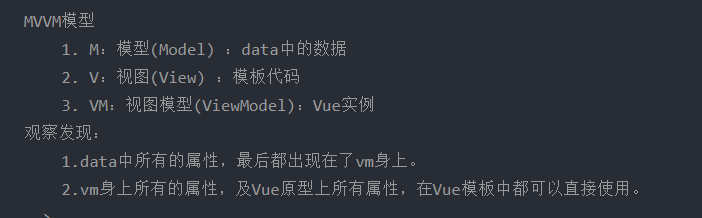 MVVM模型
1. M：模型(Model) ：data中的数据
2. V：视图(View) ：模板代码
3. VM：视图模型(ViewModel)：Vue实例
观察发现：
1.data中所有的属性，最后都出现在了vm身上。
2.vm身上所有的属性，及Vue原型上所有属性，在Vue模板中都可以直接使用。